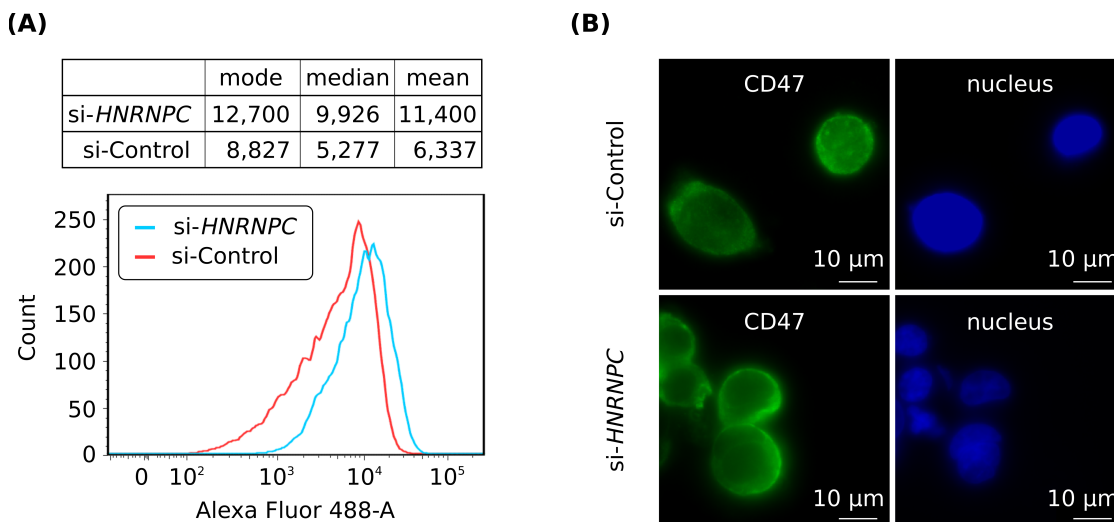 (A)
mode median mean
si-HNRNPC 12,700 9,926 11,400
si-Control 8,827 5,277 6,337
250
200
150
100
50
0
Count
si-HNRNPC
si-Control
0 10² 10³ 10⁴ 10⁵
Alexa Fluor 488-A
(B)
si-Control
CD47
10 µm
nucleus
10 µm
si-HNRNPC
CD47
10 µm
nucleus
10 µm